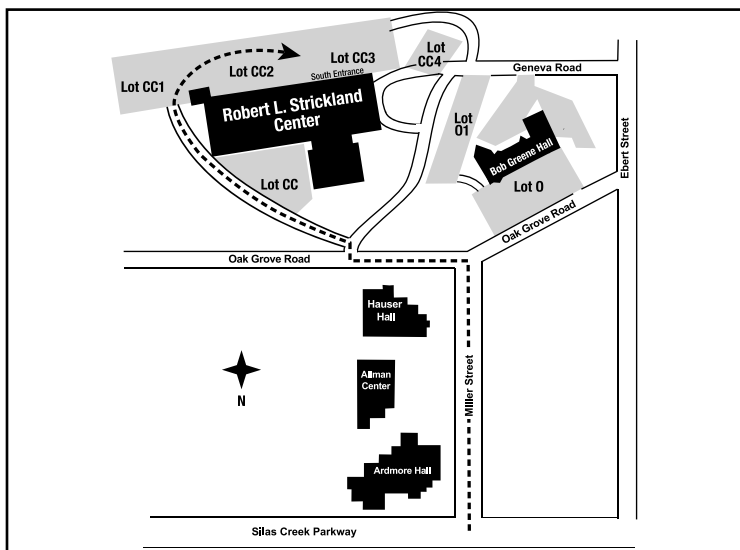 Lot
CC4
Lot CC3
Lot CC2
Lot CC1
South Entrance
Geneva Road
Robert L. Strickland
Center
Lot
O1
Ebert Street
Bob Greene Hall
Lot O
Lot CC
Oak Grove Road
Oak Grove Road
Hauser
Hall
Miller Street
Allman
Center
N
Ardmore Hall
Silas Creek Parkway